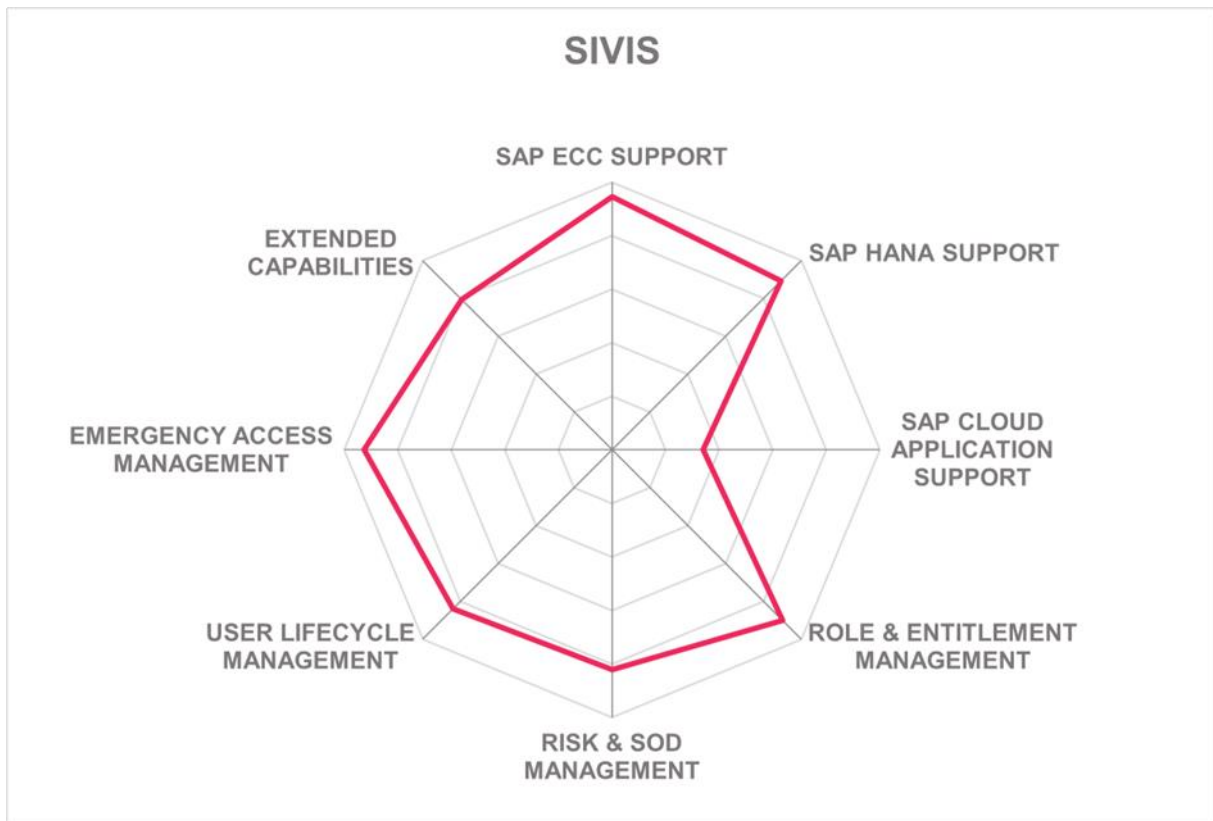 SIVIS
SAP ECC SUPPORT
EXTENDED
CAPABILITIES
SAP HANA SUPPORT
EMERGENCY ACCESS
MANAGEMENT
SAP CLOUD
APPLICATION
SUPPORT
USER LIFECYCLE
MANAGEMENT
ROLE & ENTITLEMENT
MANAGEMENT
RISK & SOD
MANAGEMENT